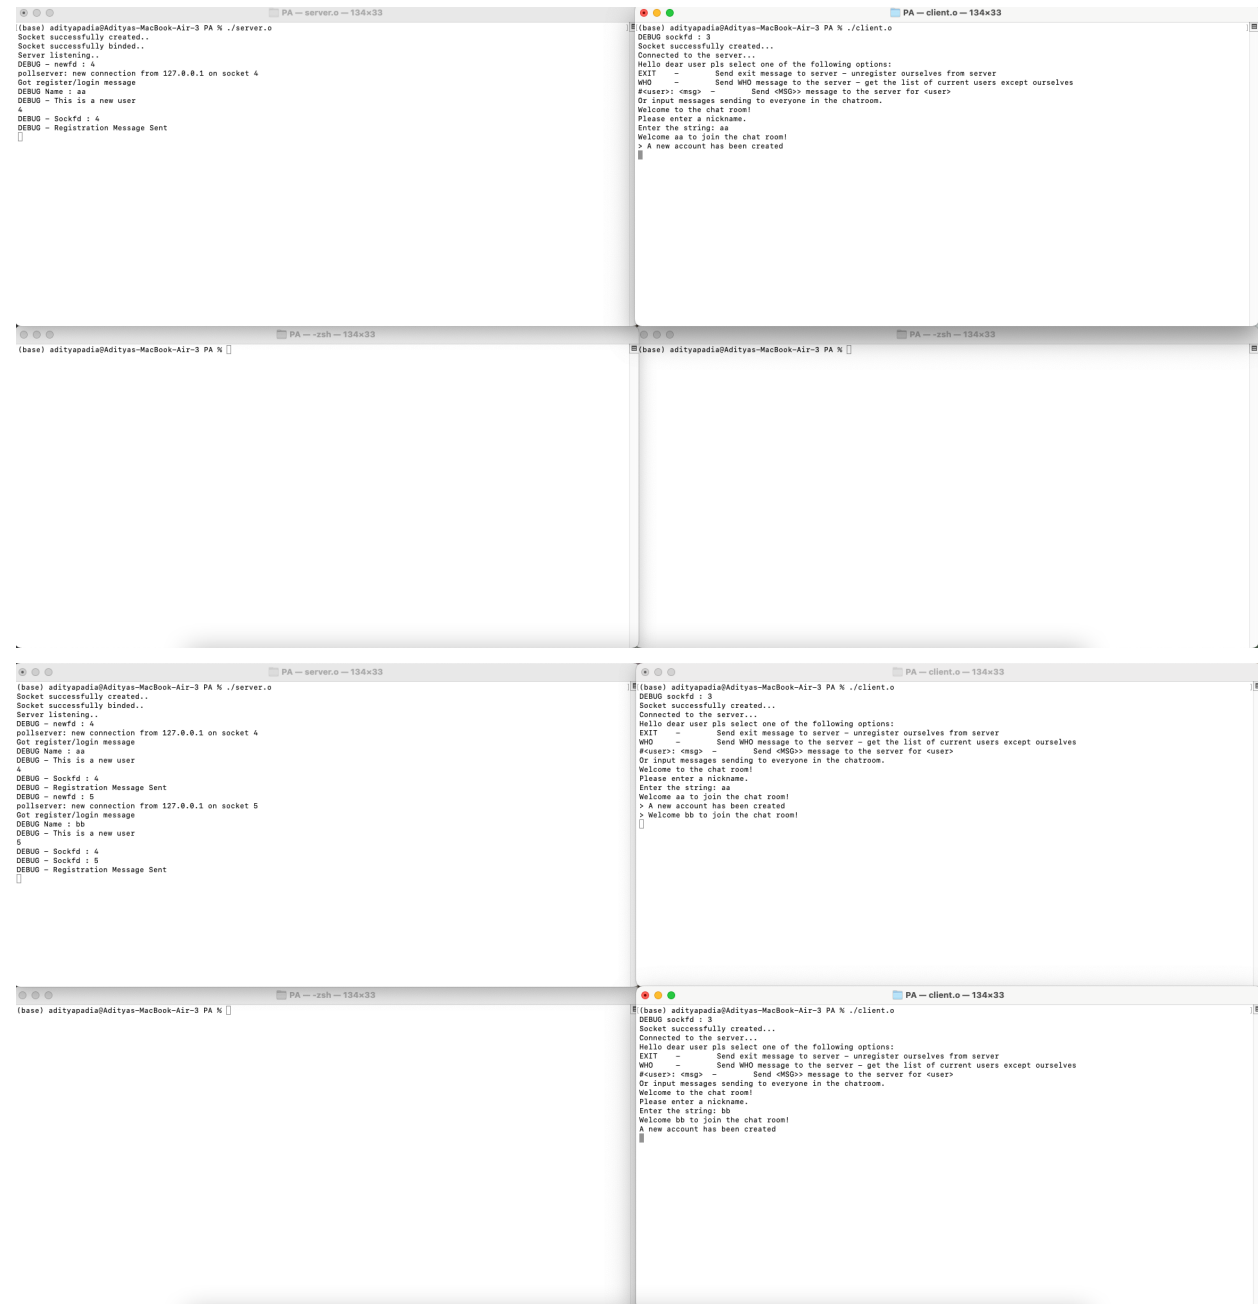 PA — server.o — 134×33
(base) adityapadia@Adityas-MacBook-Air-3 PA % ./server.o
Socket successfully created..
Socket successfully binded..
Server listening..
DEBUG – newfd : 4
pollserver: new connection from 127.0.0.1 on socket 4
Got register/login message
DEBUG Name : aa
DEBUG – This is a new user
4
DEBUG – Sockfd : 4
DEBUG – Registration Message Sent
PA — client.o — 134×33
(base) adityapadia@Adityas-MacBook-Air-3 PA % ./client.o
DEBUG sockfd : 3
Socket successfully created...
Connected to the server...
Hello dear user pls select one of the following options:
EXIT    –        Send exit message to server – unregister ourselves from server
WHO     –        Send WHO message to the server – get the list of current users except ourselves
#<user>: <msg>  –        Send <MSG>> message to the server for <user>
Or input messages sending to everyone in the chatroom.
Welcome to the chat room!
Please enter a nickname.
Enter the string: aa
Welcome aa to join the chat room!
> A new account has been created
PA — -zsh — 134×33
(base) adityapadia@Adityas-MacBook-Air-3 PA %
PA — -zsh — 134×33
(base) adityapadia@Adityas-MacBook-Air-3 PA %
PA — server.o — 134×33
(base) adityapadia@Adityas-MacBook-Air-3 PA % ./server.o
Socket successfully created..
Socket successfully binded..
Server listening..
DEBUG – newfd : 4
pollserver: new connection from 127.0.0.1 on socket 4
Got register/login message
DEBUG Name : aa
DEBUG – This is a new user
4
DEBUG – Sockfd : 4
DEBUG – Registration Message Sent
DEBUG – newfd : 5
pollserver: new connection from 127.0.0.1 on socket 5
Got register/login message
DEBUG Name : bb
DEBUG – This is a new user
5
DEBUG – Sockfd : 4
DEBUG – Sockfd : 5
DEBUG – Registration Message Sent
PA — client.o — 134×33
(base) adityapadia@Adityas-MacBook-Air-3 PA % ./client.o
DEBUG sockfd : 3
Socket successfully created...
Connected to the server...
Hello dear user pls select one of the following options:
EXIT    –        Send exit message to server – unregister ourselves from server
WHO     –        Send WHO message to the server – get the list of current users except ourselves
#<user>: <msg>  –        Send <MSG>> message to the server for <user>
Or input messages sending to everyone in the chatroom.
Welcome to the chat room!
Please enter a nickname.
Enter the string: aa
Welcome aa to join the chat room!
> A new account has been created
> Welcome bb to join the chat room!
PA — -zsh — 134×33
(base) adityapadia@Adityas-MacBook-Air-3 PA %
PA — client.o — 134×33
(base) adityapadia@Adityas-MacBook-Air-3 PA % ./client.o
DEBUG sockfd : 3
Socket successfully created...
Connected to the server...
Hello dear user pls select one of the following options:
EXIT    –        Send exit message to server – unregister ourselves from server
WHO     –        Send WHO message to the server – get the list of current users except ourselves
#<user>: <msg>  –        Send <MSG>> message to the server for <user>
Or input messages sending to everyone in the chatroom.
Welcome to the chat room!
Please enter a nickname.
Enter the string: bb
Welcome bb to join the chat room!
A new account has been created